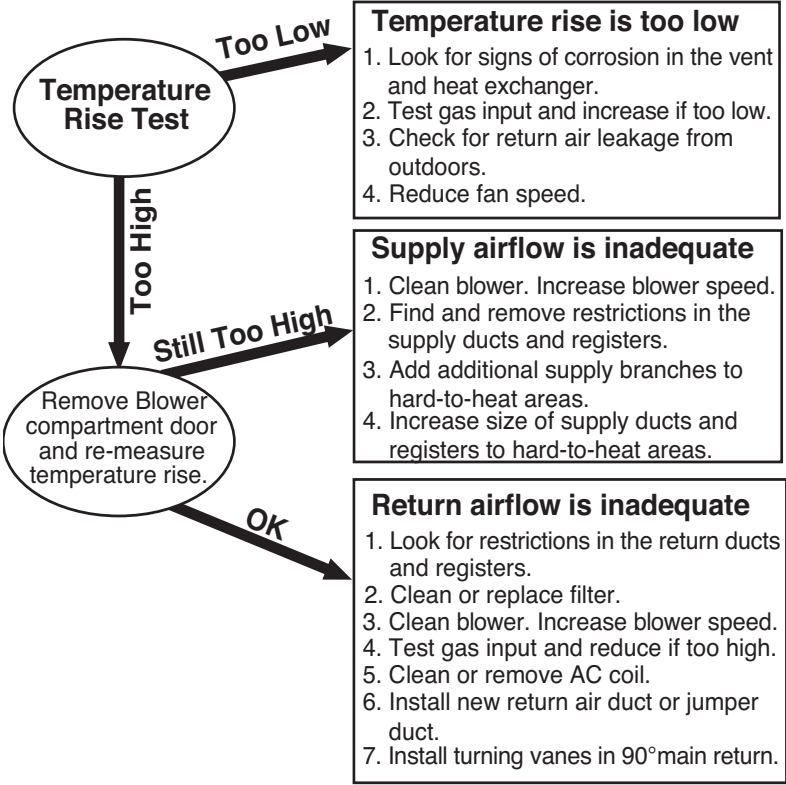 Temperature
Rise Test
Too Low
Temperature rise is too low
1. Look for signs of corrosion in the vent
and heat exchanger.
2. Test gas input and increase if too low.
3. Check for return air leakage from
outdoors.
4. Reduce fan speed.
Too High
Remove Blower
compartment door
and re-measure
temperature rise.
Still Too High
Supply airflow is inadequate
1. Clean blower. Increase blower speed.
2. Find and remove restrictions in the
supply ducts and registers.
3. Add additional supply branches to
hard-to-heat areas.
4. Increase size of supply ducts and
registers to hard-to-heat areas.
OK
Return airflow is inadequate
1. Look for restrictions in the return ducts
and registers.
2. Clean or replace filter.
3. Clean blower. Increase blower speed.
4. Test gas input and reduce if too high.
5. Clean or remove AC coil.
6. Install new return air duct or jumper
duct.
7. Install turning vanes in 90°main return.